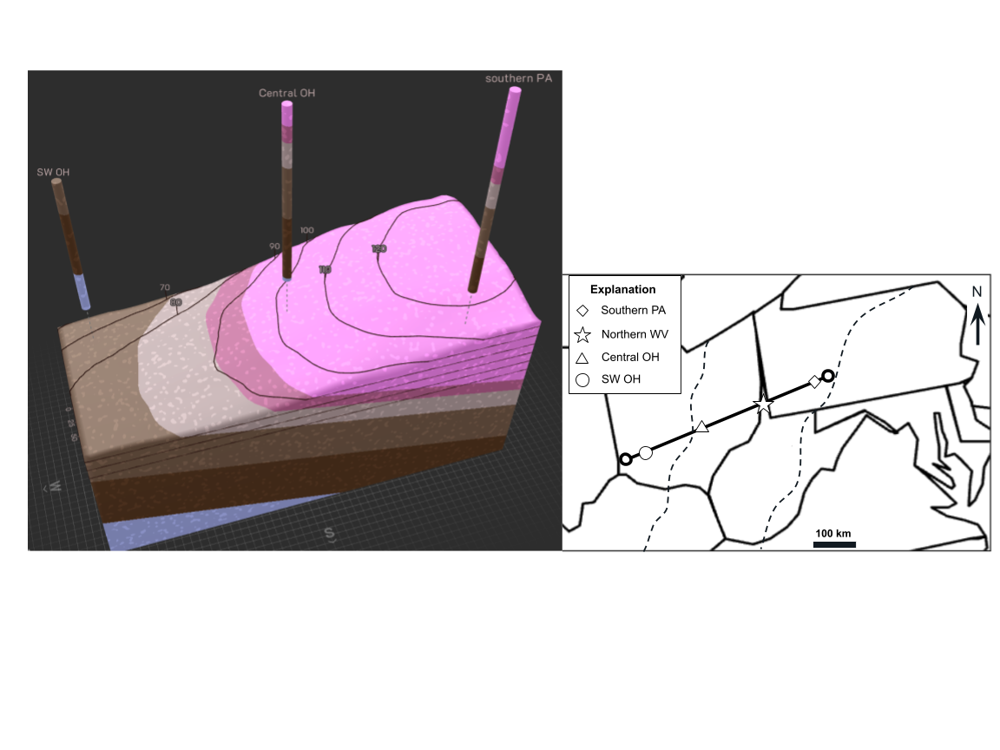 southern PA
Central OH
SW OH
100
90
120
110
70
80
W
S
Explanation
Southern PA
Northern WV
Central OH
SW OH
N
100 km